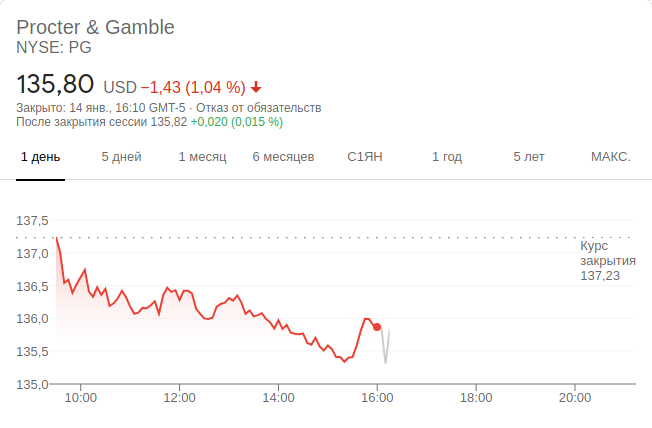 Procter & Gamble
NYSE: PG
135,80 USD −1,43 (1,04 %)
Закрыто: 14 янв., 16:10 GMT-5 · Отказ от обязательств
После закрытия сессии 135,82 +0,020 (0,015 %)
1 день 5 дней 1 месяц 6 месяцев С1ЯН 1 год 5 лет МАКС.
137,5
137,0
136,5
136,0
135,5
135,0
Курс
закрытия
137,23
10:00 12:00 14:00 16:00 18:00 20:00